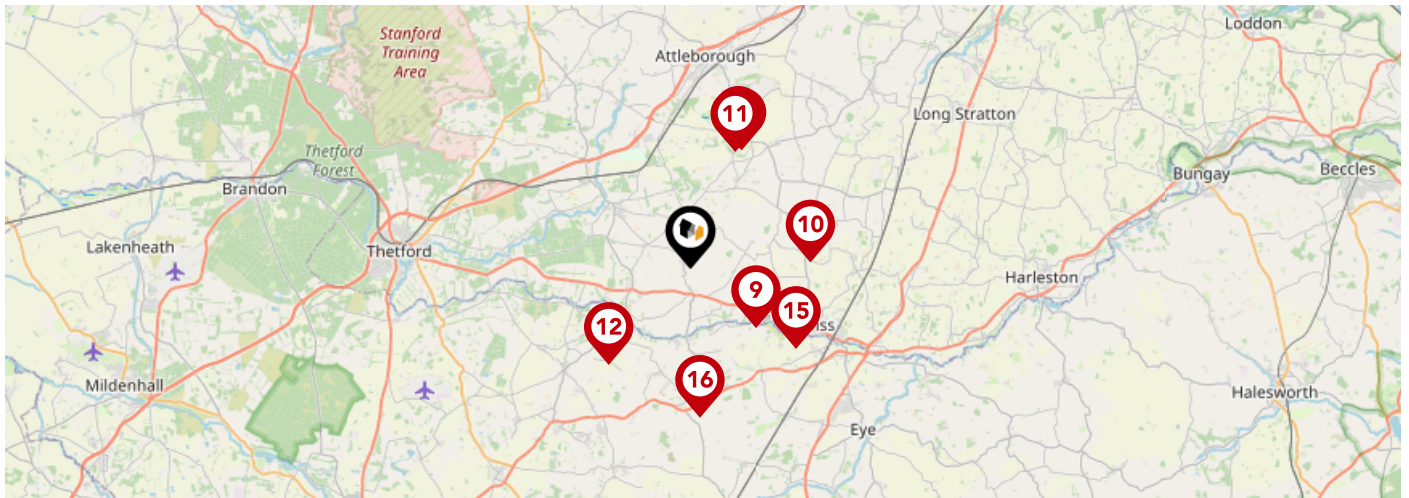 Loddon
Stanford
Training
Area
Attleborough
11
Long Stratton
Thetford
Forest
Brandon
Bungay
Beccles
10
Lakenheath
Thetford
Harleston
9
15
iss
12
Mildenhall
16
Halesworth
Eye